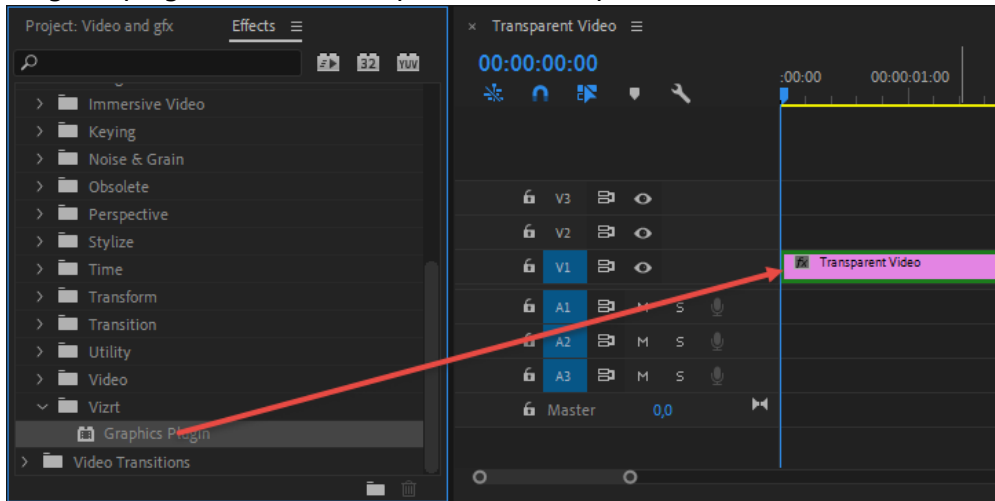 Project: Video and gfx Effects
32 YUV
Immersive Video
Keying
Noise & Grain
Obsolete
Perspective
Stylize
Time
Transform
Transition
Utility
Video
Vizrt
Graphics Plugin
Video Transitions
× Transparent Video
00:00:00:00
:00:00 00:00:01:00
V3
V2
V1 fx Transparent Video
A1 M S
A2 M S
A3 M S
Master 0,0